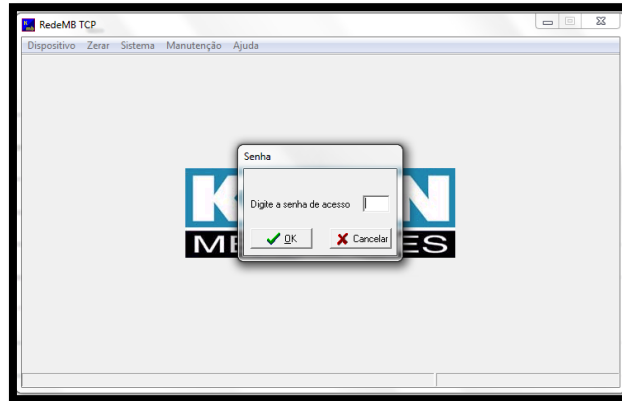 RedeMB TCP
Dispositivo Zerar Sistema Manutenção Ajuda
Senha
Digite a senha de acesso
OK Cancelar